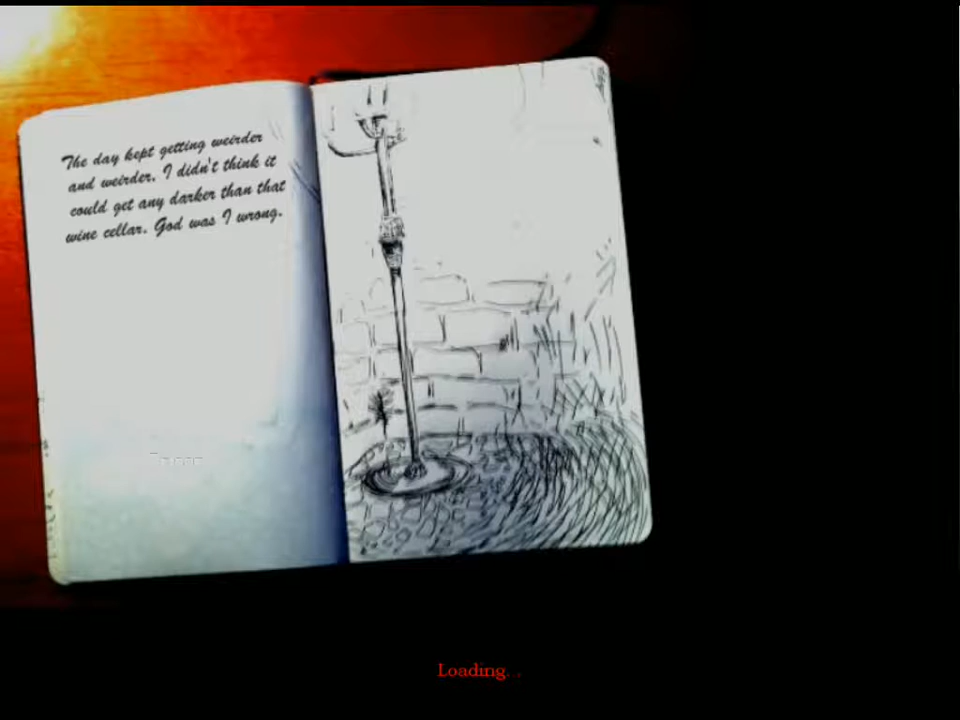 The day kept getting weirder
and weirder. I didn't think it
could get any darker than that
wine cellar. God was I wrong.
Loading...